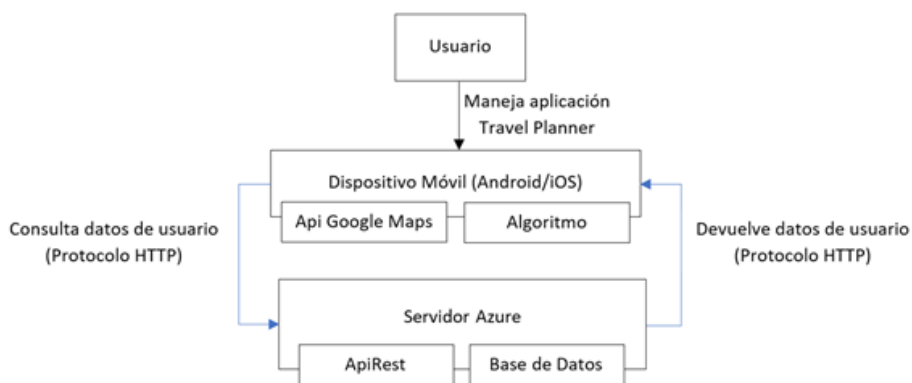 Usuario
Maneja aplicación
Travel Planner
Dispositivo Móvil (Android/iOS)
Api Google Maps
Algoritmo
Consulta datos de usuario
(Protocolo HTTP)
Devuelve datos de usuario
(Protocolo HTTP)
Servidor Azure
ApiRest
Base de Datos